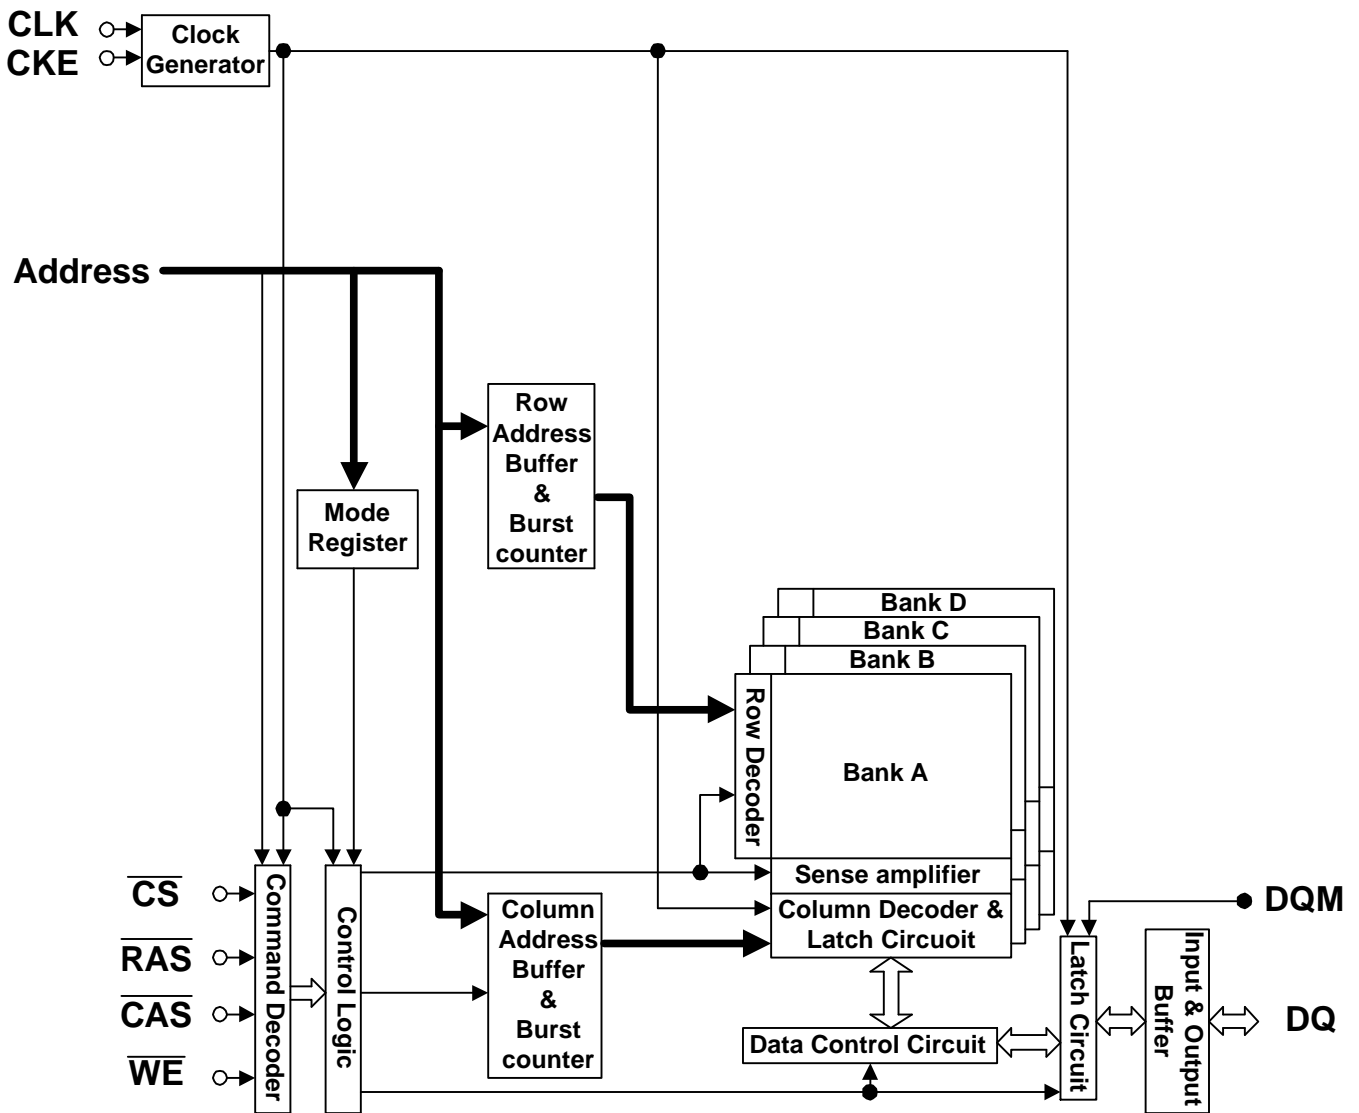 CLK
CKE
Clock
Generator
Address
Row
Address
Buffer
&
Burst
counter
Mode
Register
Bank D
Bank C
Bank B
Row Decoder
Bank A
Sense amplifier
Column Decoder &
Latch Circuoit
CS
RAS
CAS
WE
Command Decoder
Control Logic
Column
Address
Buffer
&
Burst
counter
Data Control Circuit
Latch Circuit
Input & Output
Buffer
DQM
DQ